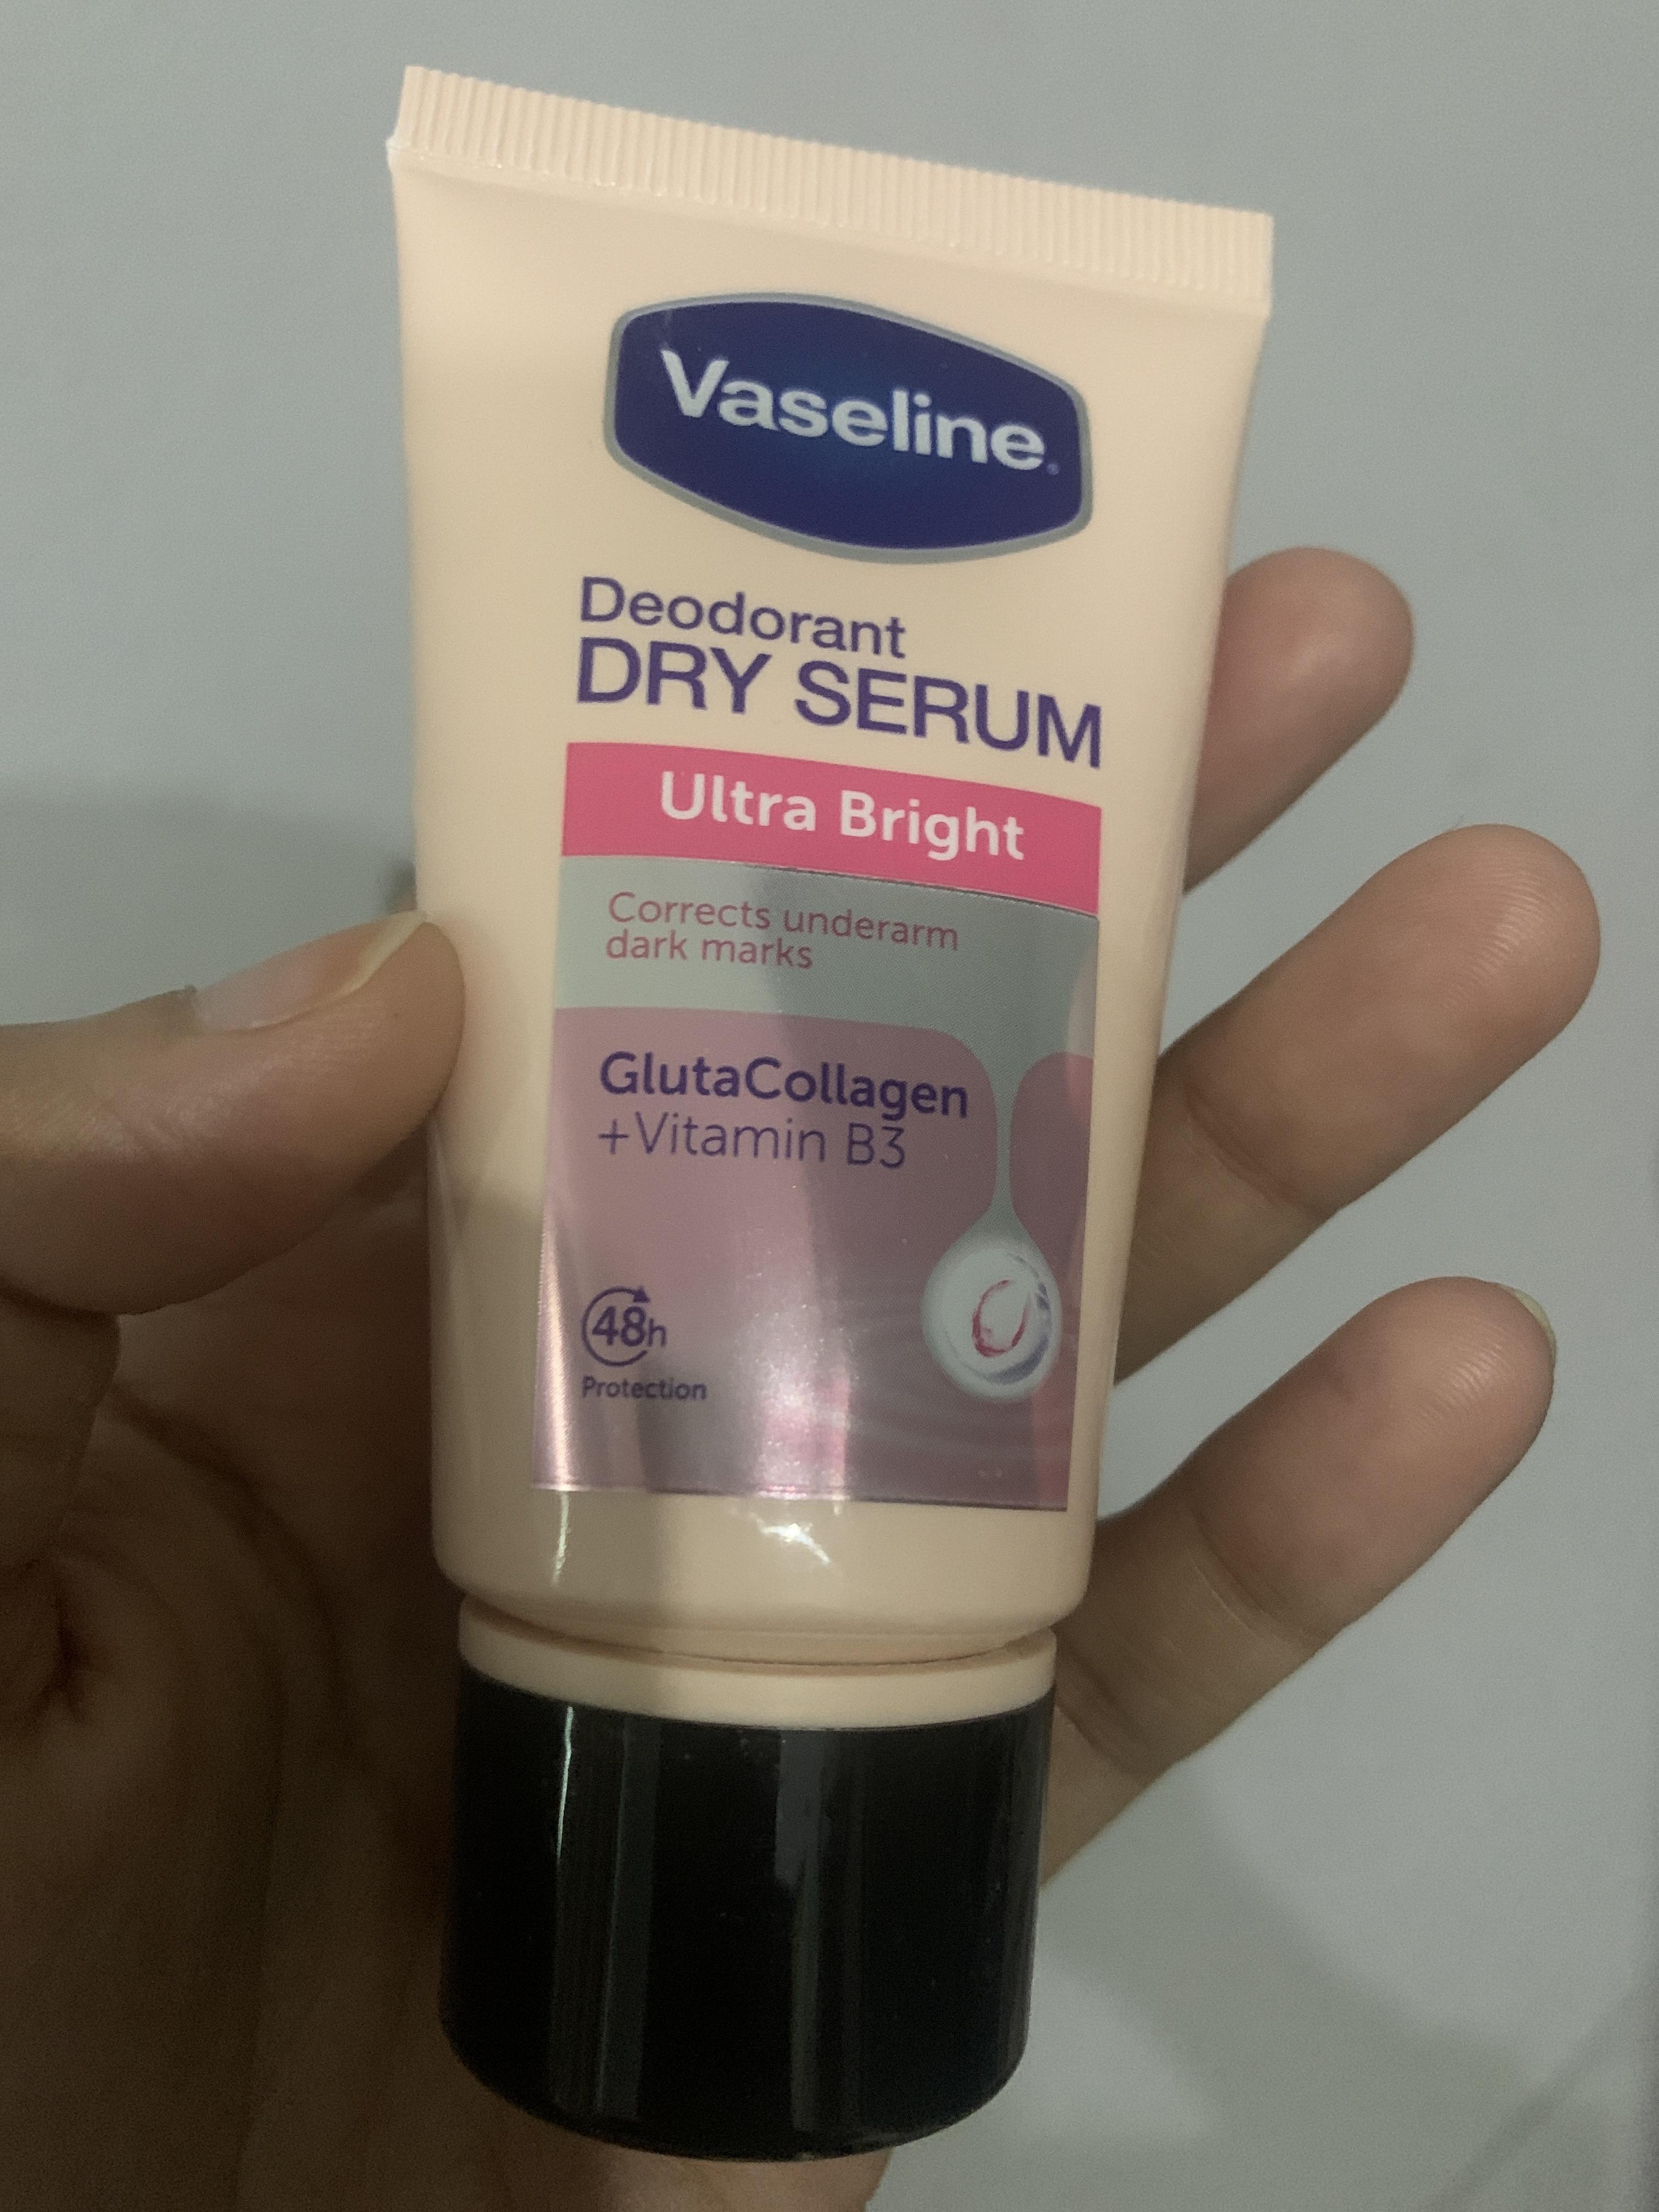 Vaseline®
Deodorant
DRY SERUM
Ultra Bright
Corrects underarm
dark marks
GlutaCollagen
+Vitamin B3
48h
Protection